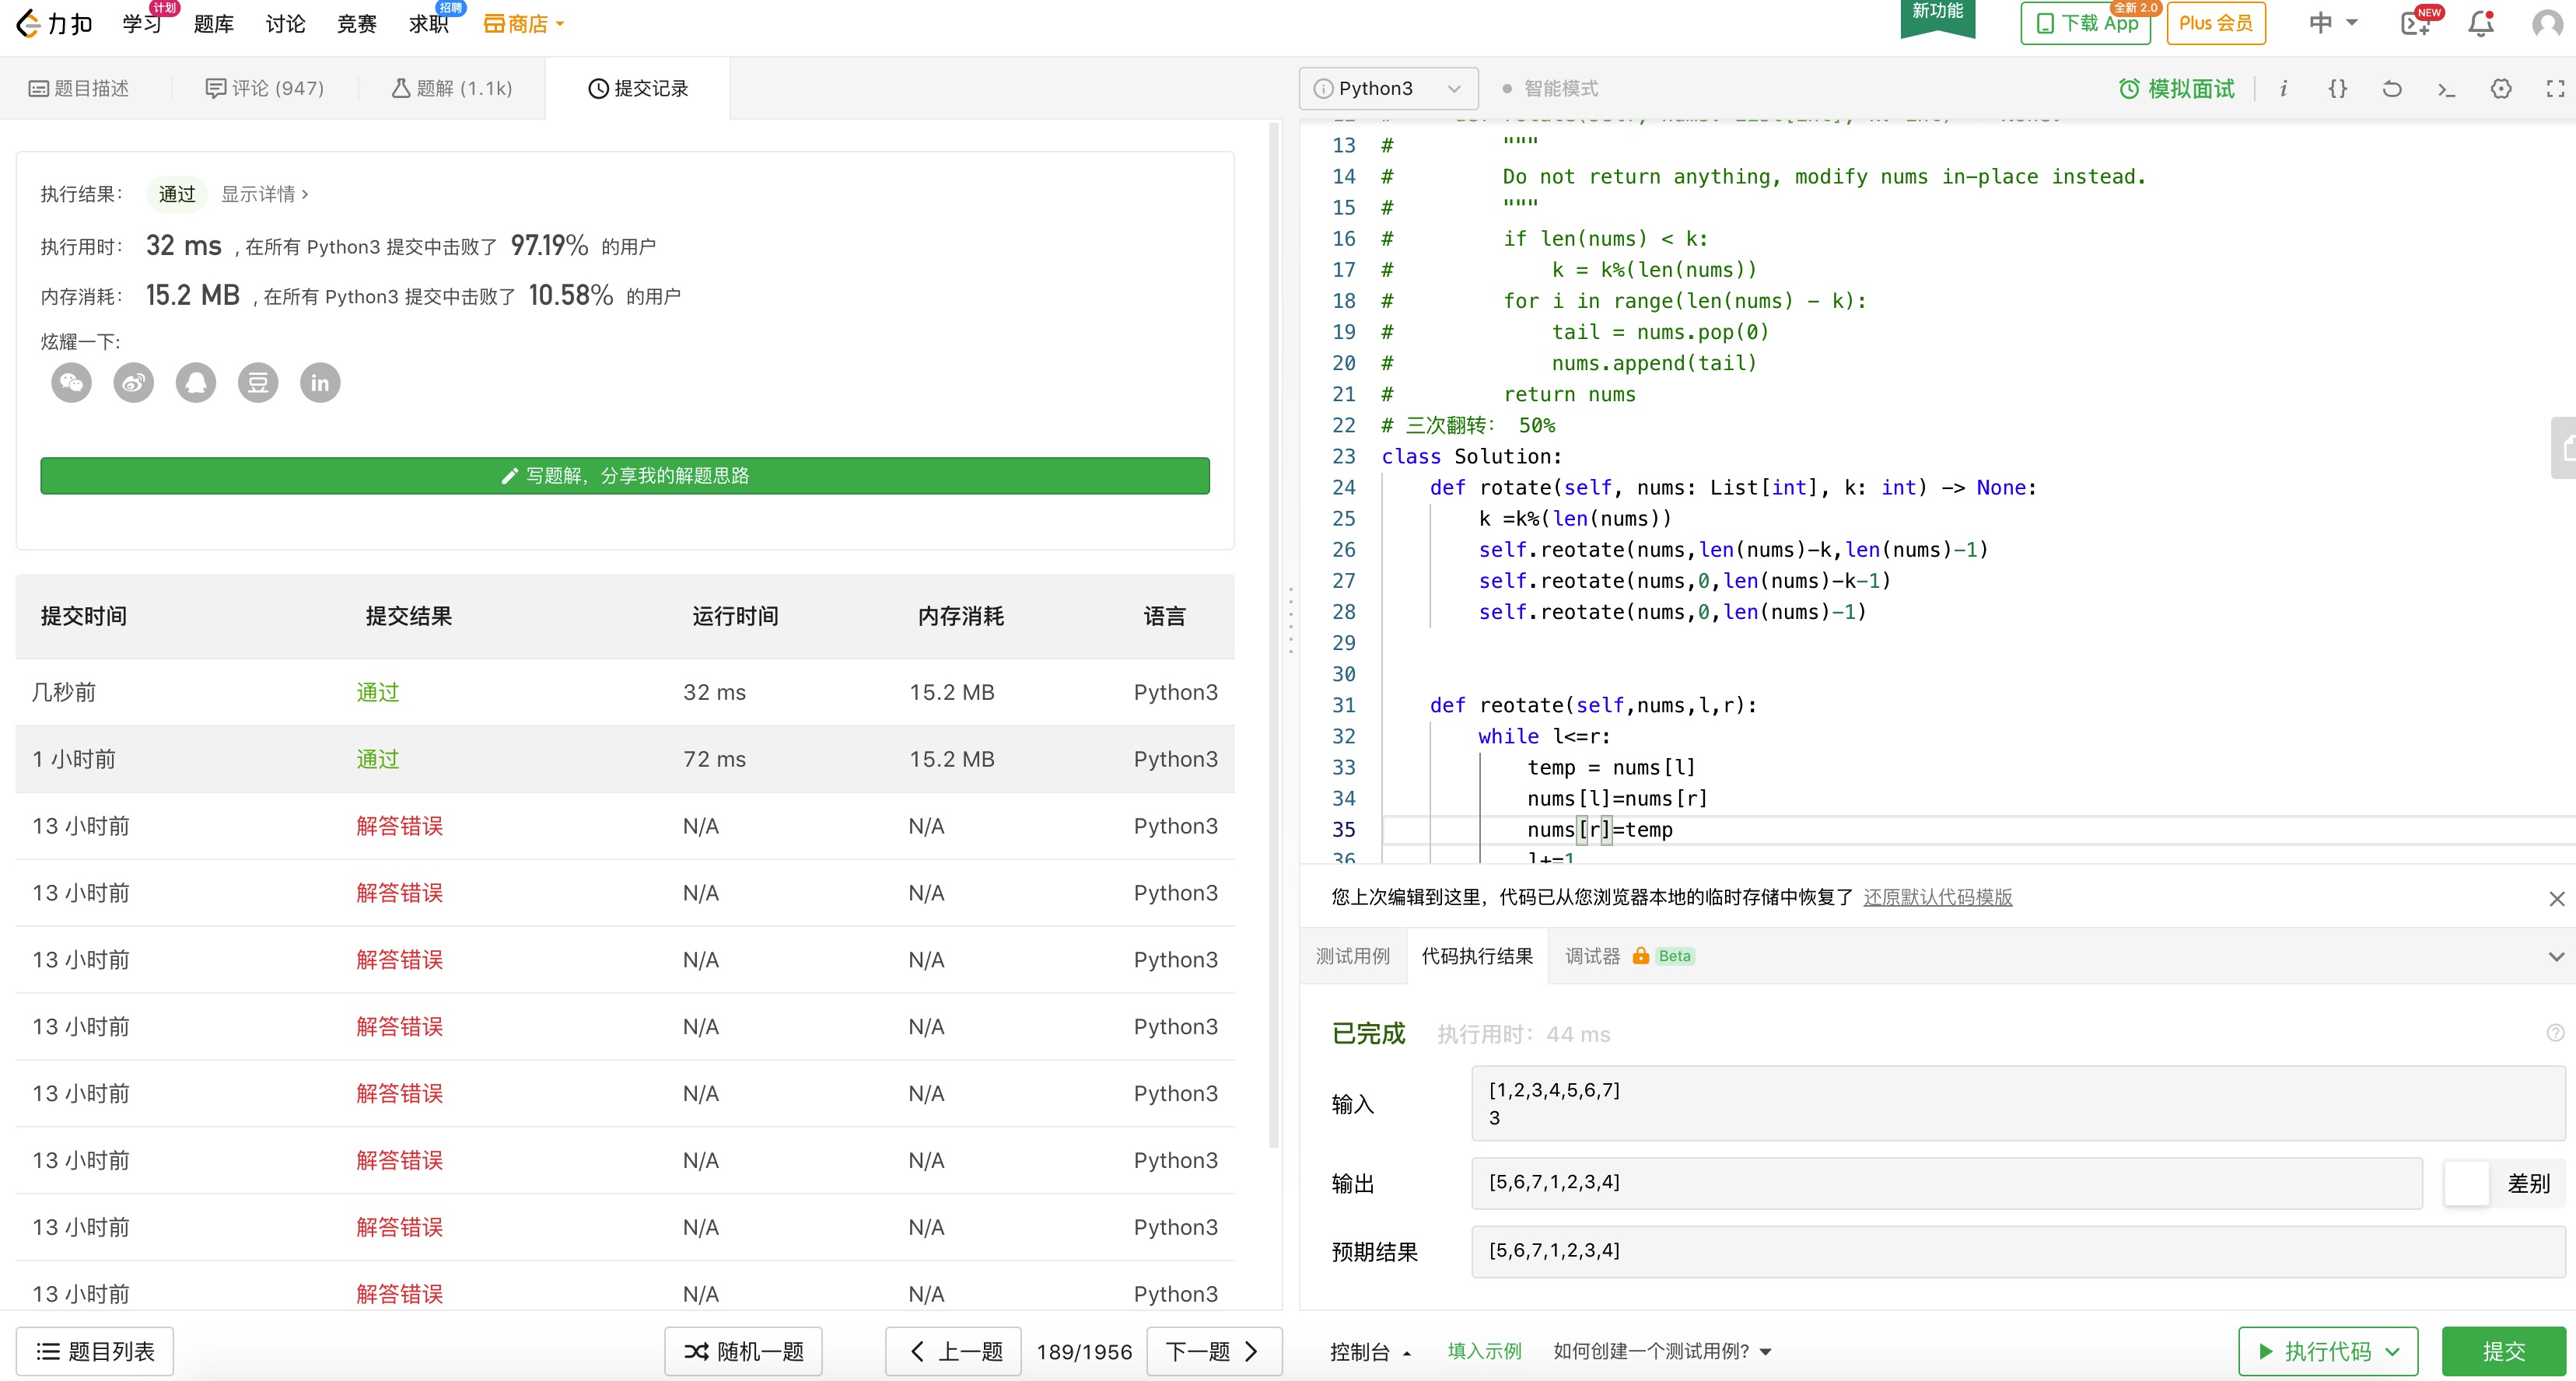 力扣 学习 计划 题库 讨论 竞赛 求职 招聘 商店 新功能 下载 App 全新 2.0 Plus 会员 中 NEW
题目描述 评论 (947) 题解 (1.1k) 提交记录 Python3 智能模式 模拟面试
执行结果： 通过 显示详情 >
执行用时： 32 ms , 在所有 Python3 提交中击败了 97.19% 的用户
内存消耗： 15.2 MB , 在所有 Python3 提交中击败了 10.58% 的用户
炫耀一下:
写题解，分享我的解题思路
提交时间 提交结果 运行时间 内存消耗 语言
几秒前 通过 32 ms 15.2 MB Python3
1 小时前 通过 72 ms 15.2 MB Python3
13 小时前 解答错误 N/A N/A Python3
13 小时前 解答错误 N/A N/A Python3
13 小时前 解答错误 N/A N/A Python3
13 小时前 解答错误 N/A N/A Python3
13 小时前 解答错误 N/A N/A Python3
13 小时前 解答错误 N/A N/A Python3
13 小时前 解答错误 N/A N/A Python3
13 小时前 解答错误 N/A N/A Python3
题目列表 随机一题 上一题 189/1956 下一题
13 # """
14 # Do not return anything, modify nums in-place instead.
15 # """
16 # if len(nums) < k:
17 # k = k%(len(nums))
18 # for i in range(len(nums) - k):
19 # tail = nums.pop(0)
20 # nums.append(tail)
21 # return nums
22 # 三次翻转： 50%
23 class Solution:
24 def rotate(self, nums: List[int], k: int) -> None:
25 k =k%(len(nums))
26 self.reotate(nums,len(nums)-k,len(nums)-1)
27 self.reotate(nums,0,len(nums)-k-1)
28 self.reotate(nums,0,len(nums)-1)
29
30
31 def reotate(self,nums,l,r):
32 while l<=r:
33 temp = nums[l]
34 nums[l]=nums[r]
35 nums[r]=temp
36 l+=1
您上次编辑到这里，代码已从您浏览器本地的临时存储中恢复了 还原默认代码模版
测试用例 代码执行结果 调试器 Beta
已完成 执行用时：44 ms
输入 [1,2,3,4,5,6,7]
3
输出 [5,6,7,1,2,3,4] 差别
预期结果 [5,6,7,1,2,3,4]
控制台 填入示例 如何创建一个测试用例? 执行代码 提交